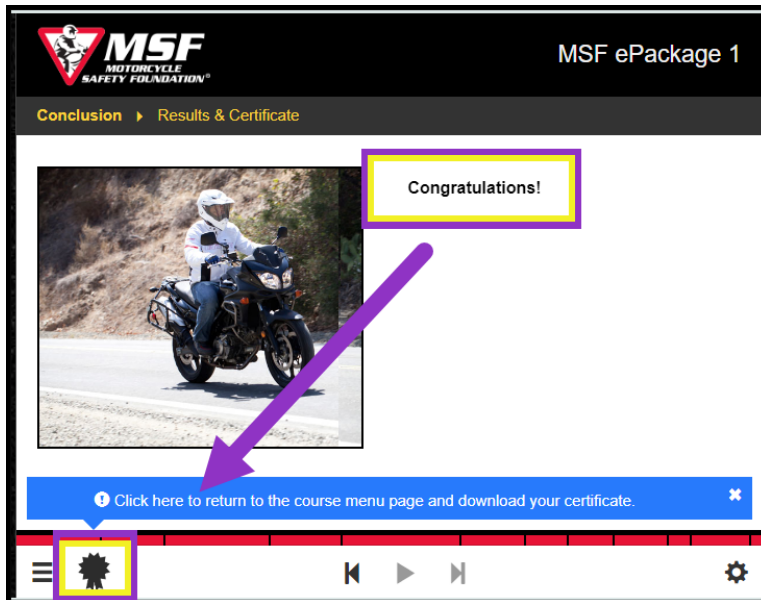 MSF
MOTORCYCLE
SAFETY FOUNDATION®
MSF ePackage 1
Conclusion Results & Certificate
Congratulations!
Click here to return to the course menu page and download your certificate.